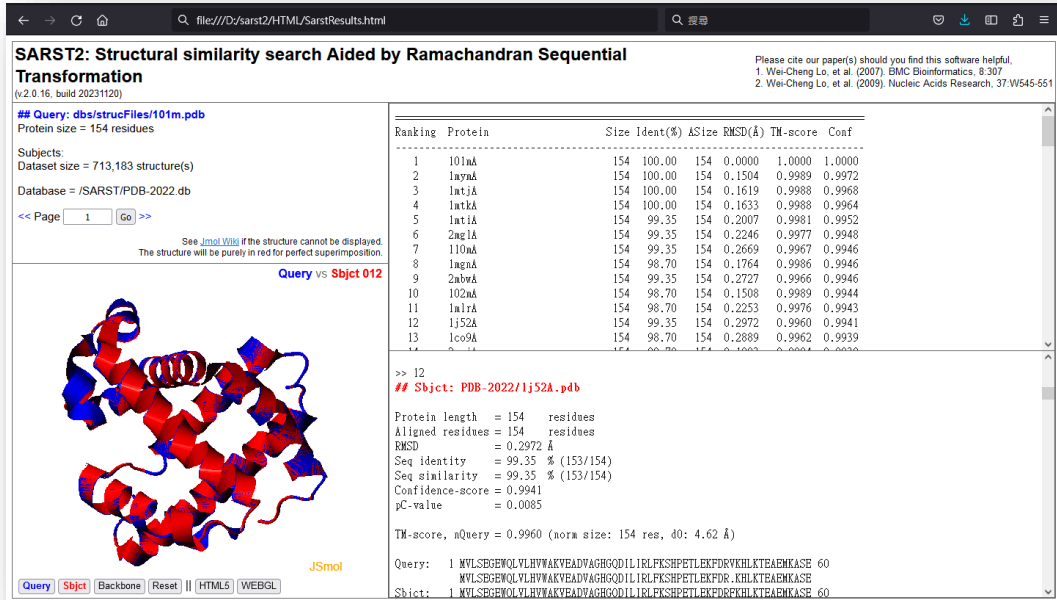 file:///D:/sarst2/HTML/SarstResults.html
搜尋
SARST2: Structural similarity search Aided by Ramachandran Sequential
Transformation
(v.2.0.16, build 20231120)
Please cite our paper(s) should you find this software helpful,
1. Wei-Cheng Lo, et al. (2007). BMC Bioinformatics, 8:307
2. Wei-Cheng Lo, et al. (2009). Nucleic Acids Research, 37:W545-551
## Query: dbs/strucFiles/101m.pdb
Protein size = 154 residues
Subjects:
Dataset size = 713,183 structure(s)
Database = /SARST/PDB-2022.db
<< Page 1 Go >>
See Jmol Wiki if the structure cannot be displayed.
The structure will be purely in red for perfect superimposition.
Query vs Sbjct 012
JSmol
Query Sbjct Backbone Reset || HTML5 WEBGL
Ranking Protein Size Ident(%) ASize RMSD(Å) TM-score Conf
1 101mA 154 100.00 154 0.0000 1.0000 1.0000
2 1mymA 154 100.00 154 0.1504 0.9989 0.9972
3 1mtjA 154 100.00 154 0.1619 0.9988 0.9968
4 1mtkA 154 100.00 154 0.1633 0.9988 0.9964
5 1mtiA 154 99.35 154 0.2007 0.9981 0.9952
6 2mglA 154 99.35 154 0.2246 0.9977 0.9948
7 110mA 154 99.35 154 0.2669 0.9967 0.9946
8 1mgnA 154 98.70 154 0.1764 0.9986 0.9946
9 2mbwA 154 99.35 154 0.2727 0.9966 0.9946
10 102mA 154 98.70 154 0.1508 0.9989 0.9944
11 1mlrA 154 98.70 154 0.2253 0.9976 0.9943
12 1j52A 154 99.35 154 0.2972 0.9960 0.9941
13 1co9A 154 98.70 154 0.2889 0.9962 0.9939
>> 12
## Sbjct: PDB-2022/1j52A.pdb
Protein length = 154 residues
Aligned residues = 154 residues
RMSD = 0.2972 Å
Seq identity = 99.35 % (153/154)
Seq similarity = 99.35 % (153/154)
Confidence-score = 0.9941
pC-value = 0.0085
TM-score, nQuery = 0.9960 (norm size: 154 res, d0: 4.62 Å)
Query: 1 MVLSEGEWQLVLHVWAKVEADVAGHGQDILIRLFKSHPETLEKFDRVKHLKTEAEMKASE 60
MVLSEGEWQLVLHVWAKVEADVAGHGQDILIRLFKSHPETLEKFDR.KHLKTEAEMKASE
Sbjct: 1 MVLSEGEWQLVLHVWAKVEADVAGHGQDILIRLFKSHPETLEKFDRFKHLKTEAEMKASE 60